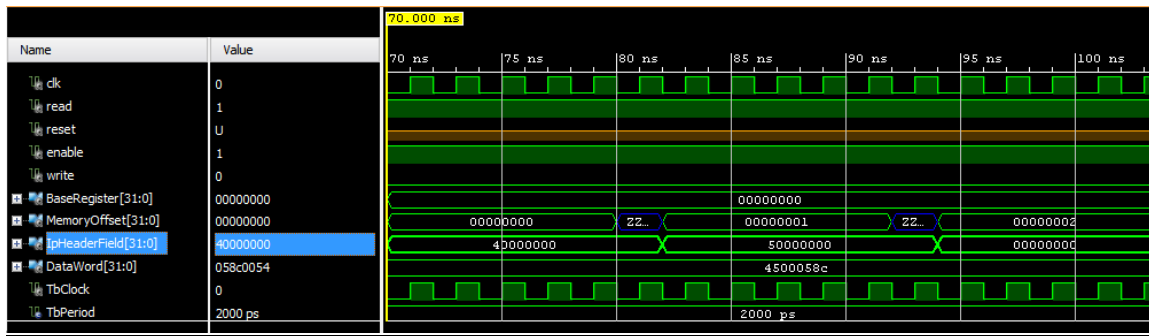 70.000 ns
Name Value
70 ns 75 ns 80 ns 85 ns 90 ns 95 ns 100 ns
clk 0
read 1
reset U
enable 1
write 0
BaseRegister[31:0] 00000000 00000000
MemoryOffset[31:0] 00000000 00000000 ZZ... 00000001 ZZ... 00000002
IpHeaderField[31:0] 40000000 40000000 50000000 00000000
DataWord[31:0] 058c0054 4500058c
TbClock 0
TbPeriod 2000 ps 2000 ps